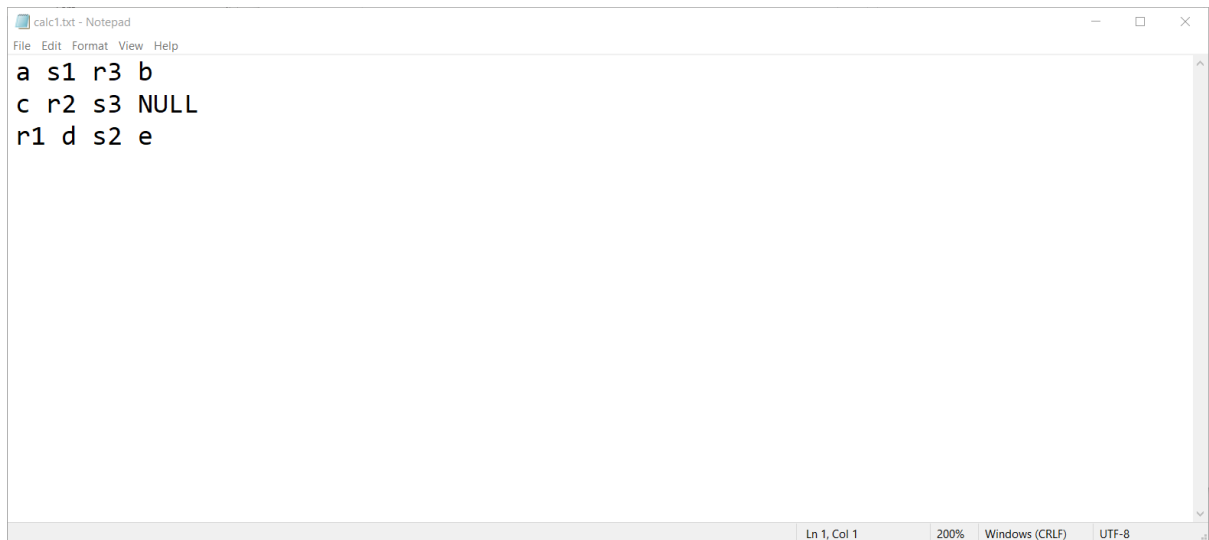 calc1.txt - Notepad
File Edit Format View Help
a s1 r3 b
c r2 s3 NULL
r1 d s2 e
Ln 1, Col 1 200% Windows (CRLF) UTF-8